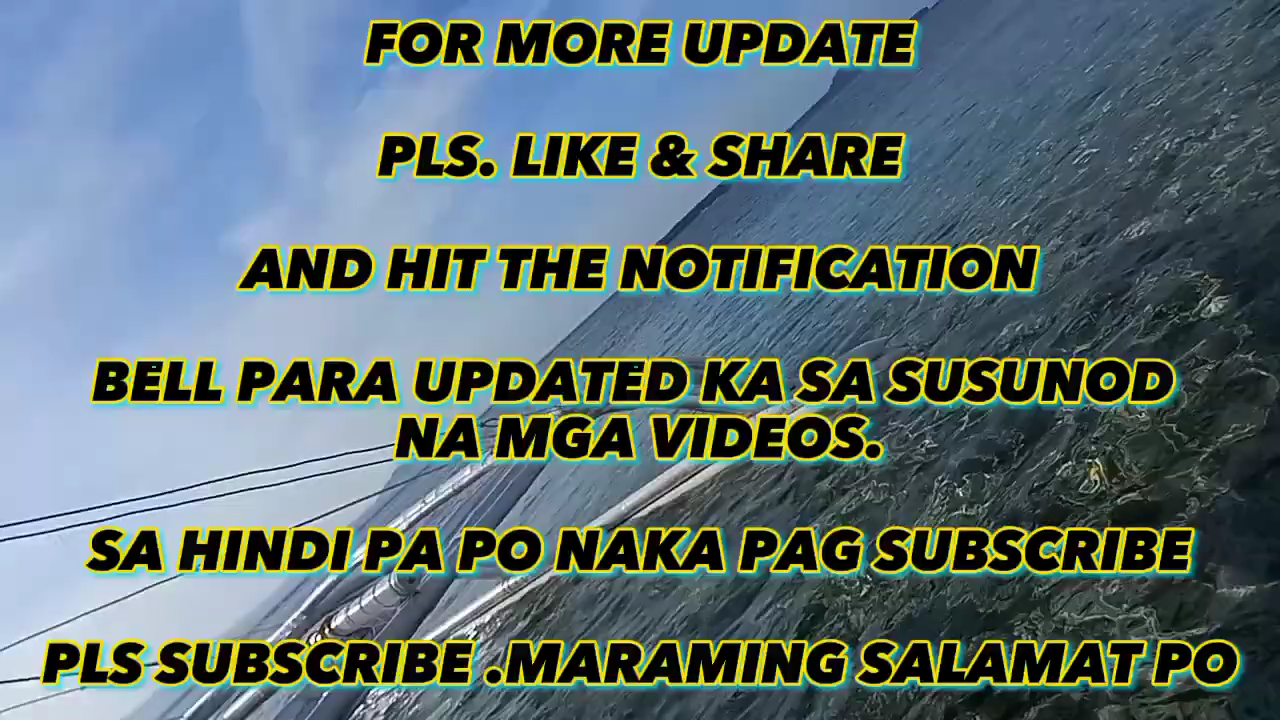 FOR MORE UPDATE
PLS. LIKE & SHARE
AND HIT THE NOTIFICATION
BELL PARA UPDATED KA SA SUSUNOD
NA MGA VIDEOS.
SA HINDI PA PO NAKA PAG SUBSCRIBE
PLS SUBSCRIBE .MARAMING SALAMAT PO